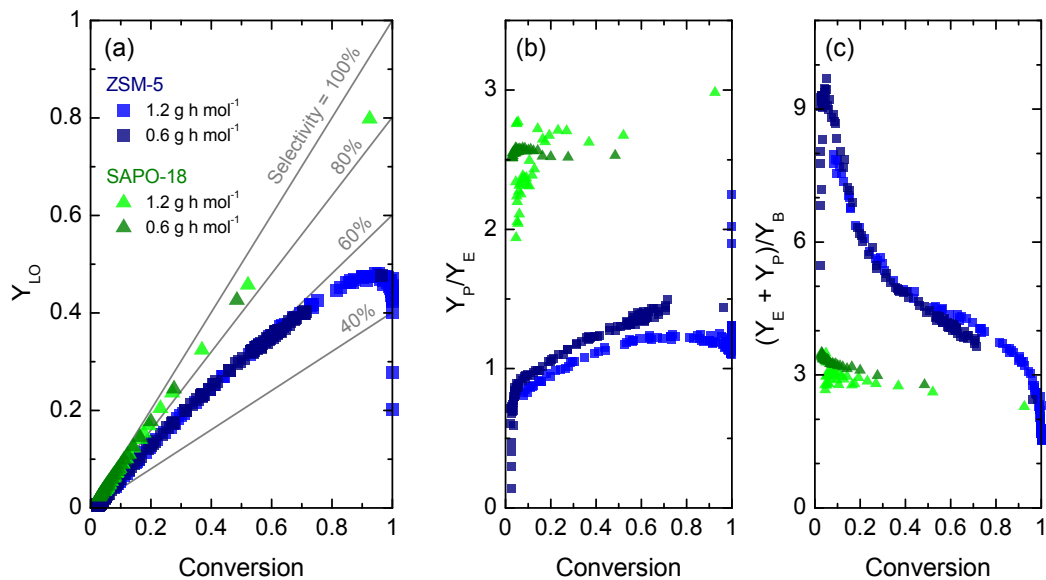 (a)
ZSM-5
1.2 g h mol⁻¹
0.6 g h mol⁻¹
SAPO-18
1.2 g h mol⁻¹
0.6 g h mol⁻¹
Selectivity = 100%
80%
60%
40%
Y_LO
1
0.8
0.6
0.4
0.2
0
0 0.2 0.4 0.6 0.8 1
Conversion
(b)
Y_P/Y_E
3
2
1
0
0 0.2 0.4 0.6 0.8 1
Conversion
(c)
(Y_E + Y_P)/Y_B
9
6
3
0
0 0.2 0.4 0.6 0.8 1
Conversion